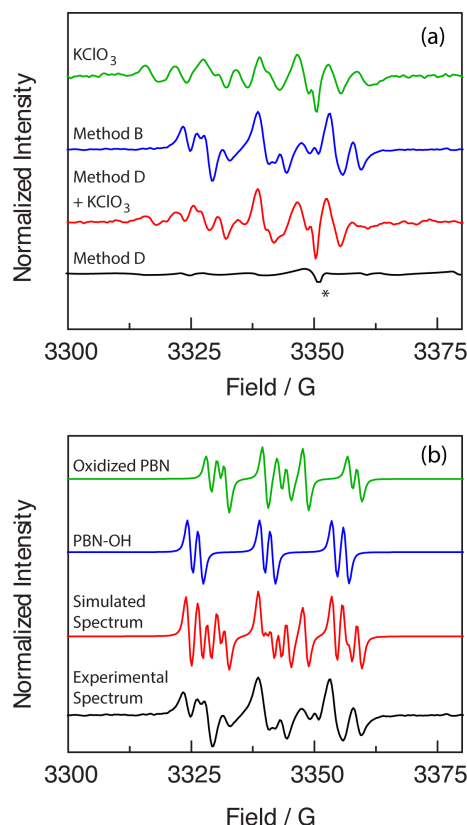 (a)
KClO₃
Method B
Method D
+ KClO₃
Method D
*
Normalized Intensity
3300 3325 3350 3375
Field / G
(b)
Oxidized PBN
PBN-OH
Simulated
Spectrum
Experimental
Spectrum
Normalized Intensity
3300 3325 3350 3375
Field / G